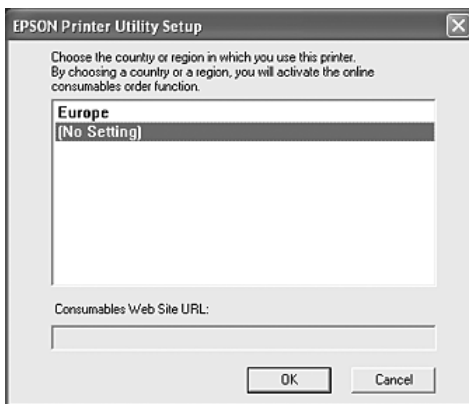 EPSON Printer Utility Setup
Choose the country or region in which you use this printer.
By choosing a country or a region, you will activate the online
consumables order function.
Europe
(No Setting)
Consumables Web Site URL:
OK
Cancel